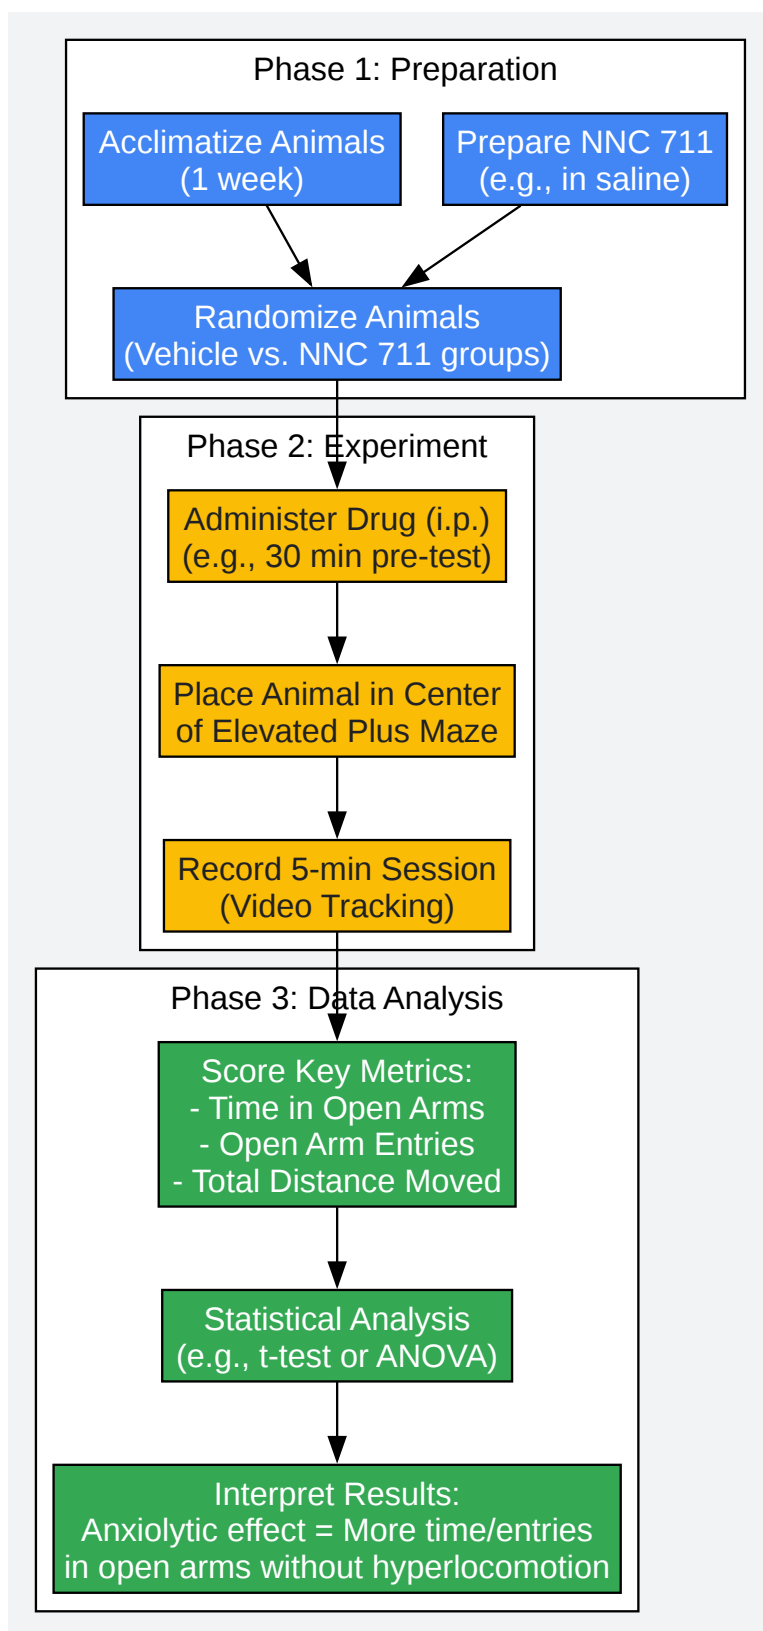 Phase 1: Preparation
Acclimatize Animals
(1 week)
Prepare NNC 711
(e.g., in saline)
Randomize Animals
(Vehicle vs. NNC 711 groups)
Phase 2: Experiment
Administer Drug (i.p.)
(e.g., 30 min pre-test)
Place Animal in Center
of Elevated Plus Maze
Record 5-min Session
(Video Tracking)
Phase 3: Data Analysis
Score Key Metrics:
- Time in Open Arms
- Open Arm Entries
- Total Distance Moved
Statistical Analysis
(e.g., t-test or ANOVA)
Interpret Results:
Anxiolytic effect = More time/entries
in open arms without hyperlocomotion